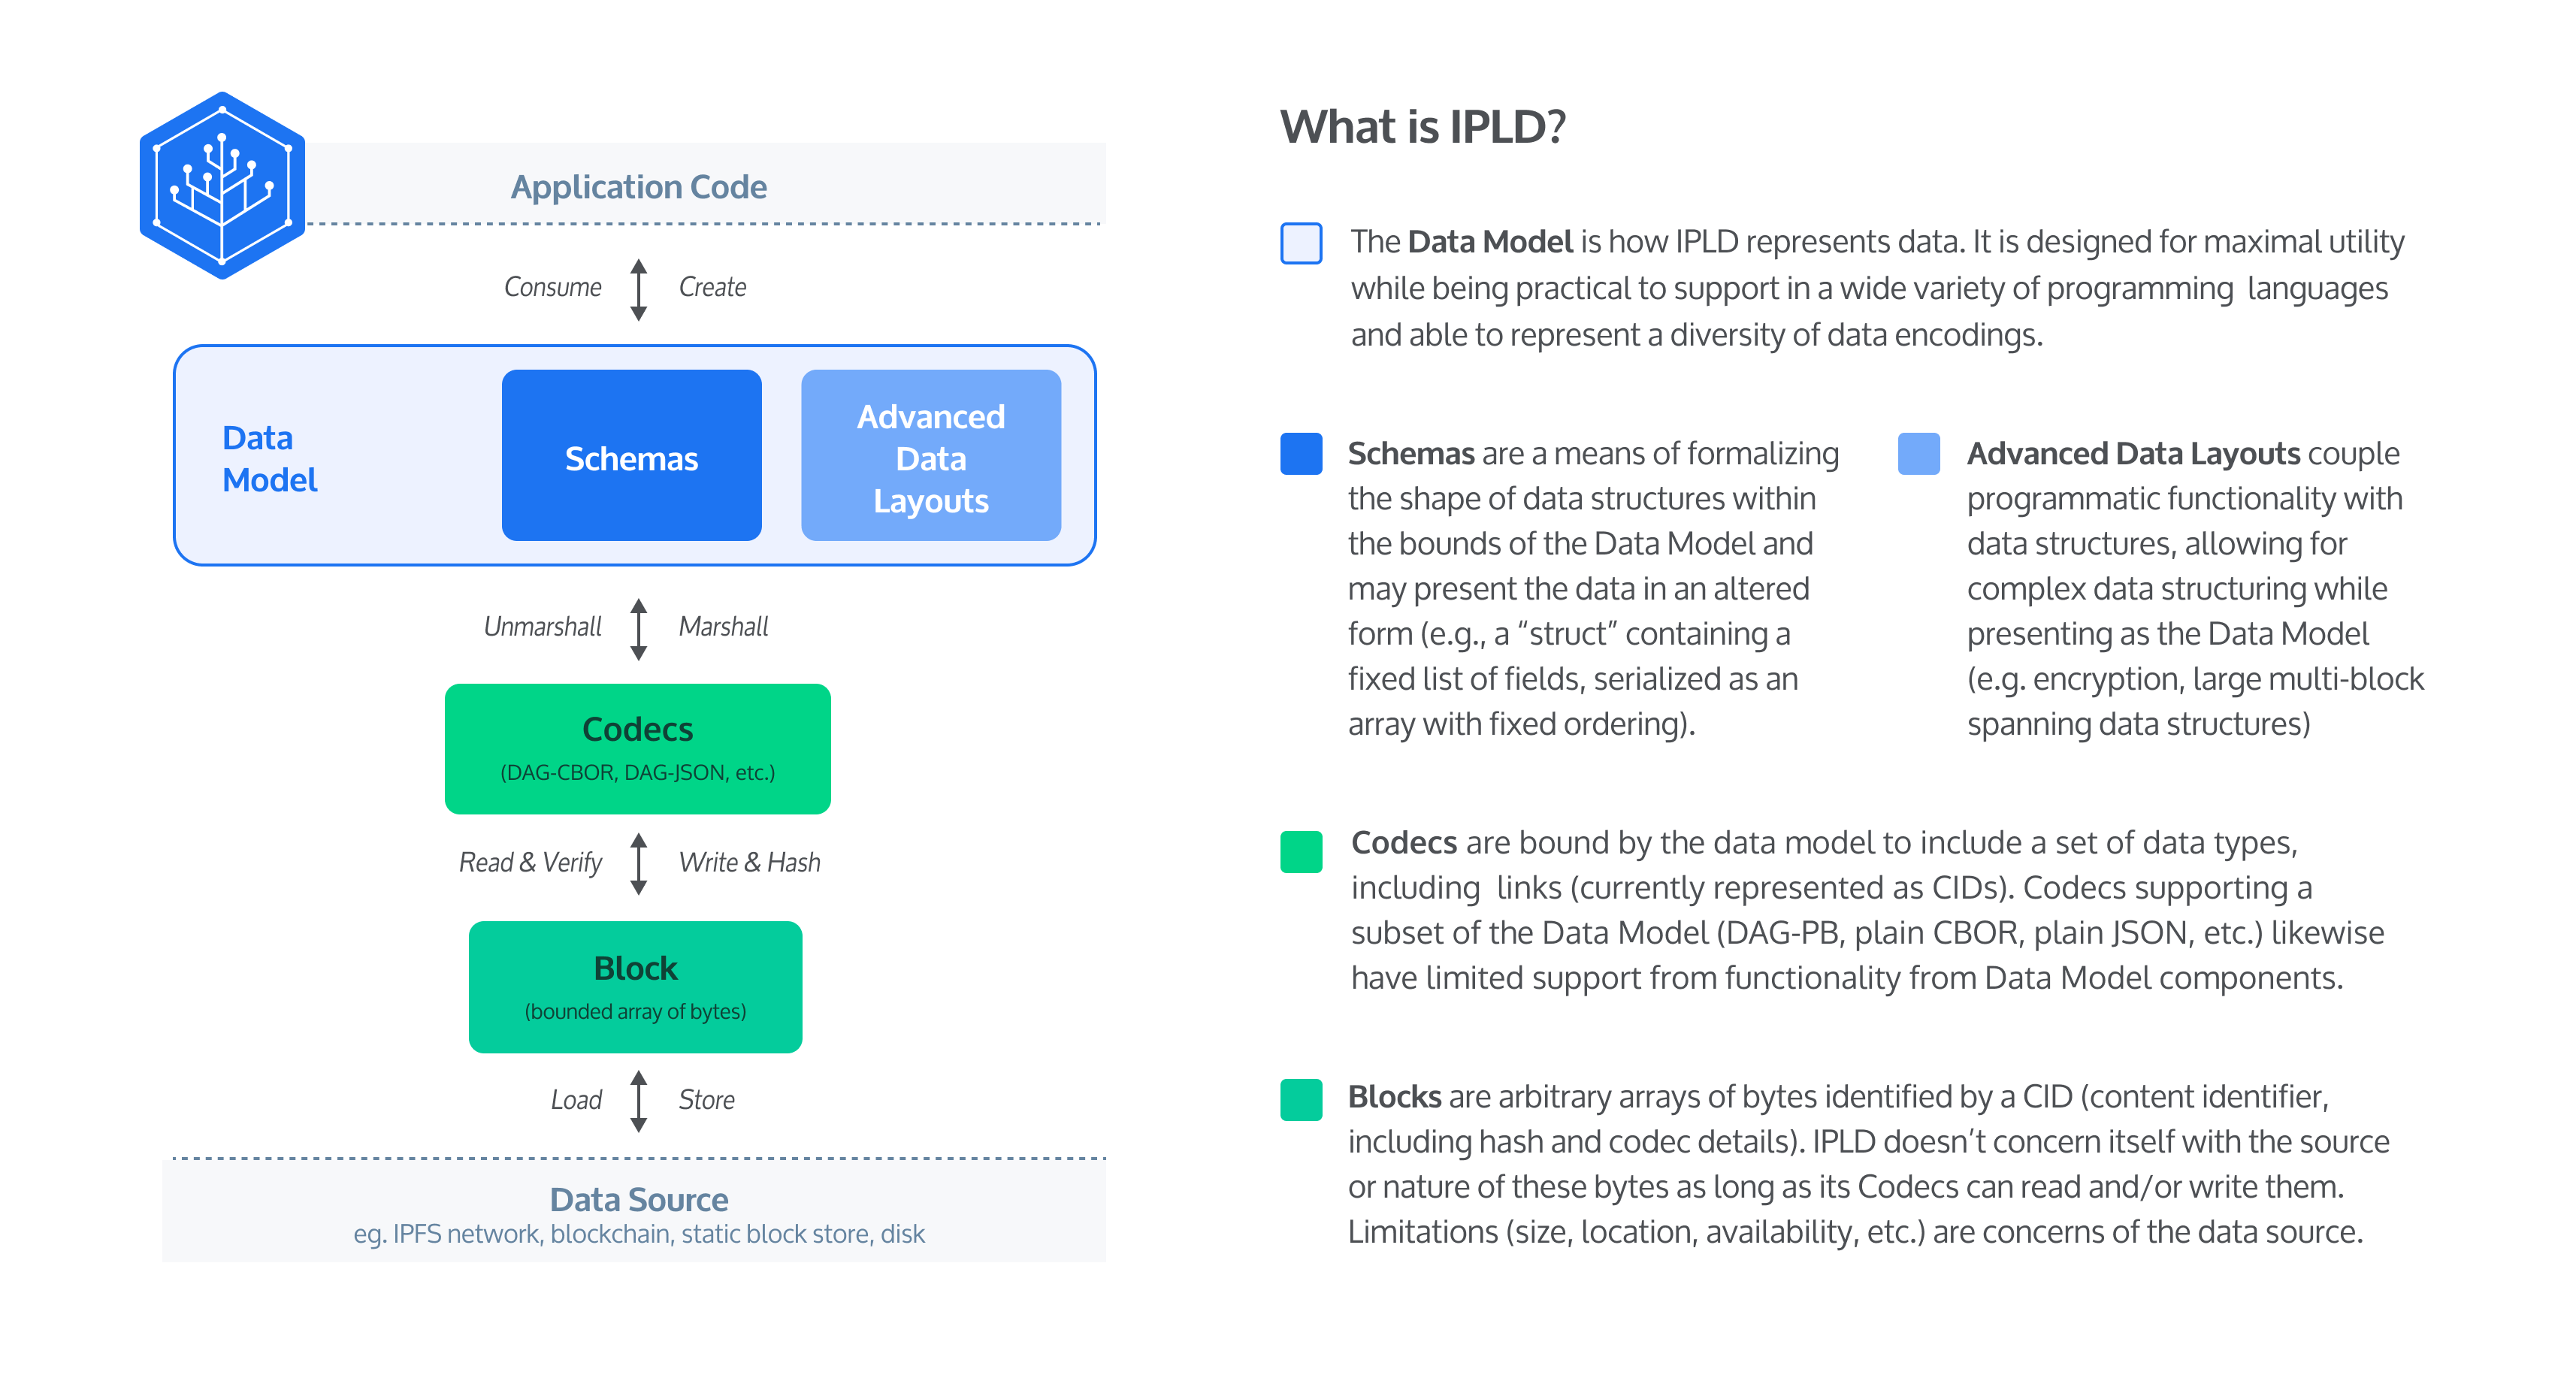 Application Code
Consume Create
Data
Model
Schemas
Advanced
Data
Layouts
Unmarshall Marshall
Codecs
(DAG-CBOR, DAG-JSON, etc.)
Read & Verify Write & Hash
Block
(bounded array of bytes)
Load Store
Data Source
eg. IPFS network, blockchain, static block store, disk
What is IPLD?
The Data Model is how IPLD represents data. It is designed for maximal utility
while being practical to support in a wide variety of programming languages
and able to represent a diversity of data encodings.
Schemas are a means of formalizing
the shape of data structures within
the bounds of the Data Model and
may present the data in an altered
form (e.g., a “struct” containing a
fixed list of fields, serialized as an
array with fixed ordering).
Advanced Data Layouts couple
programmatic functionality with
data structures, allowing for
complex data structuring while
presenting as the Data Model
(e.g. encryption, large multi-block
spanning data structures)
Codecs are bound by the data model to include a set of data types,
including links (currently represented as CIDs). Codecs supporting a
subset of the Data Model (DAG-PB, plain CBOR, plain JSON, etc.) likewise
have limited support from functionality from Data Model components.
Blocks are arbitrary arrays of bytes identified by a CID (content identifier,
including hash and codec details). IPLD doesn’t concern itself with the source
or nature of these bytes as long as its Codecs can read and/or write them.
Limitations (size, location, availability, etc.) are concerns of the data source.